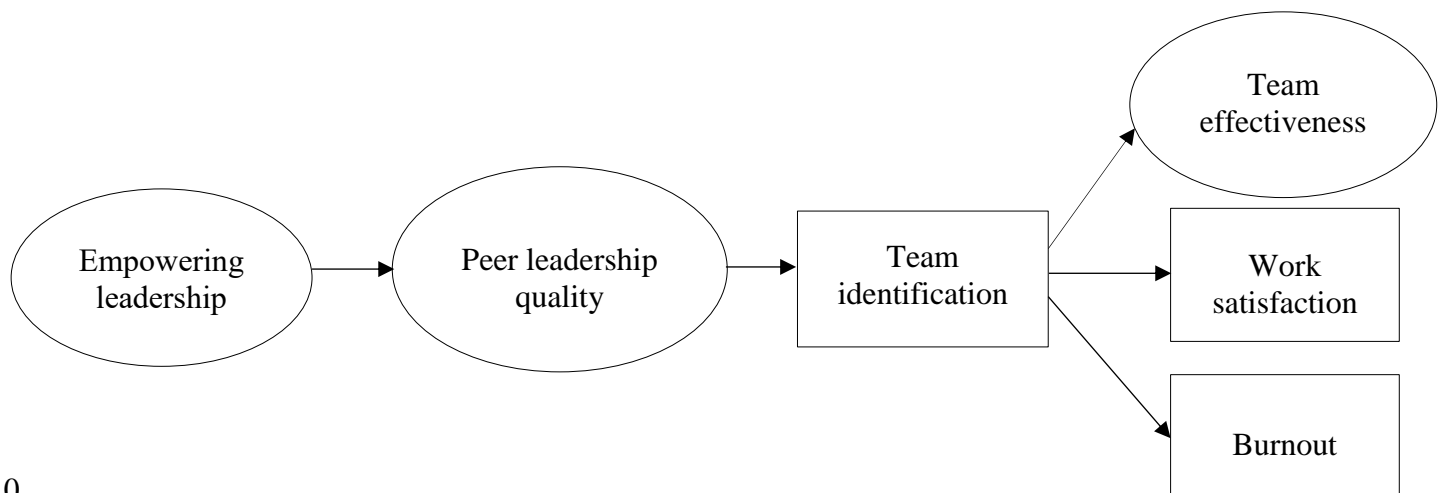 Team
effectiveness
Empowering
leadership
Peer leadership
quality
Team
identification
Work
satisfaction
Burnout
0